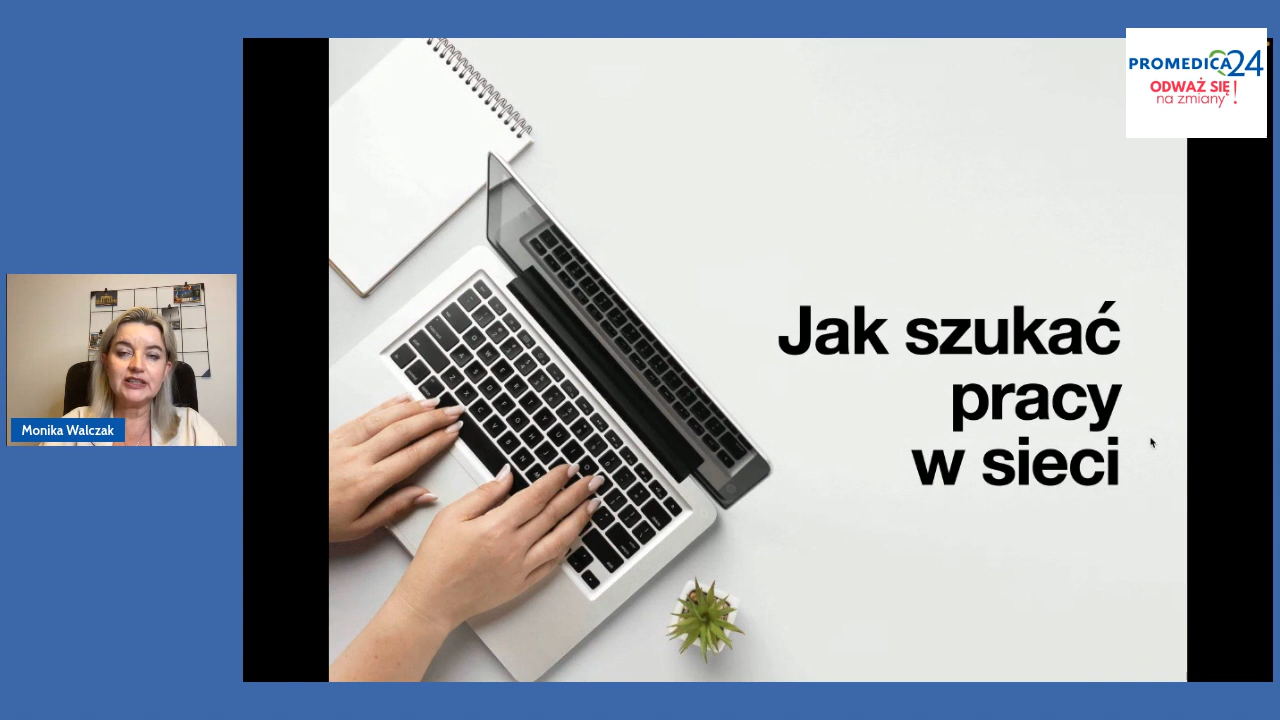 PROMEDICA24
ODWAŻ SIĘ!
na zmiany
Jak szukać
pracy
w sieci
Monika Walczak